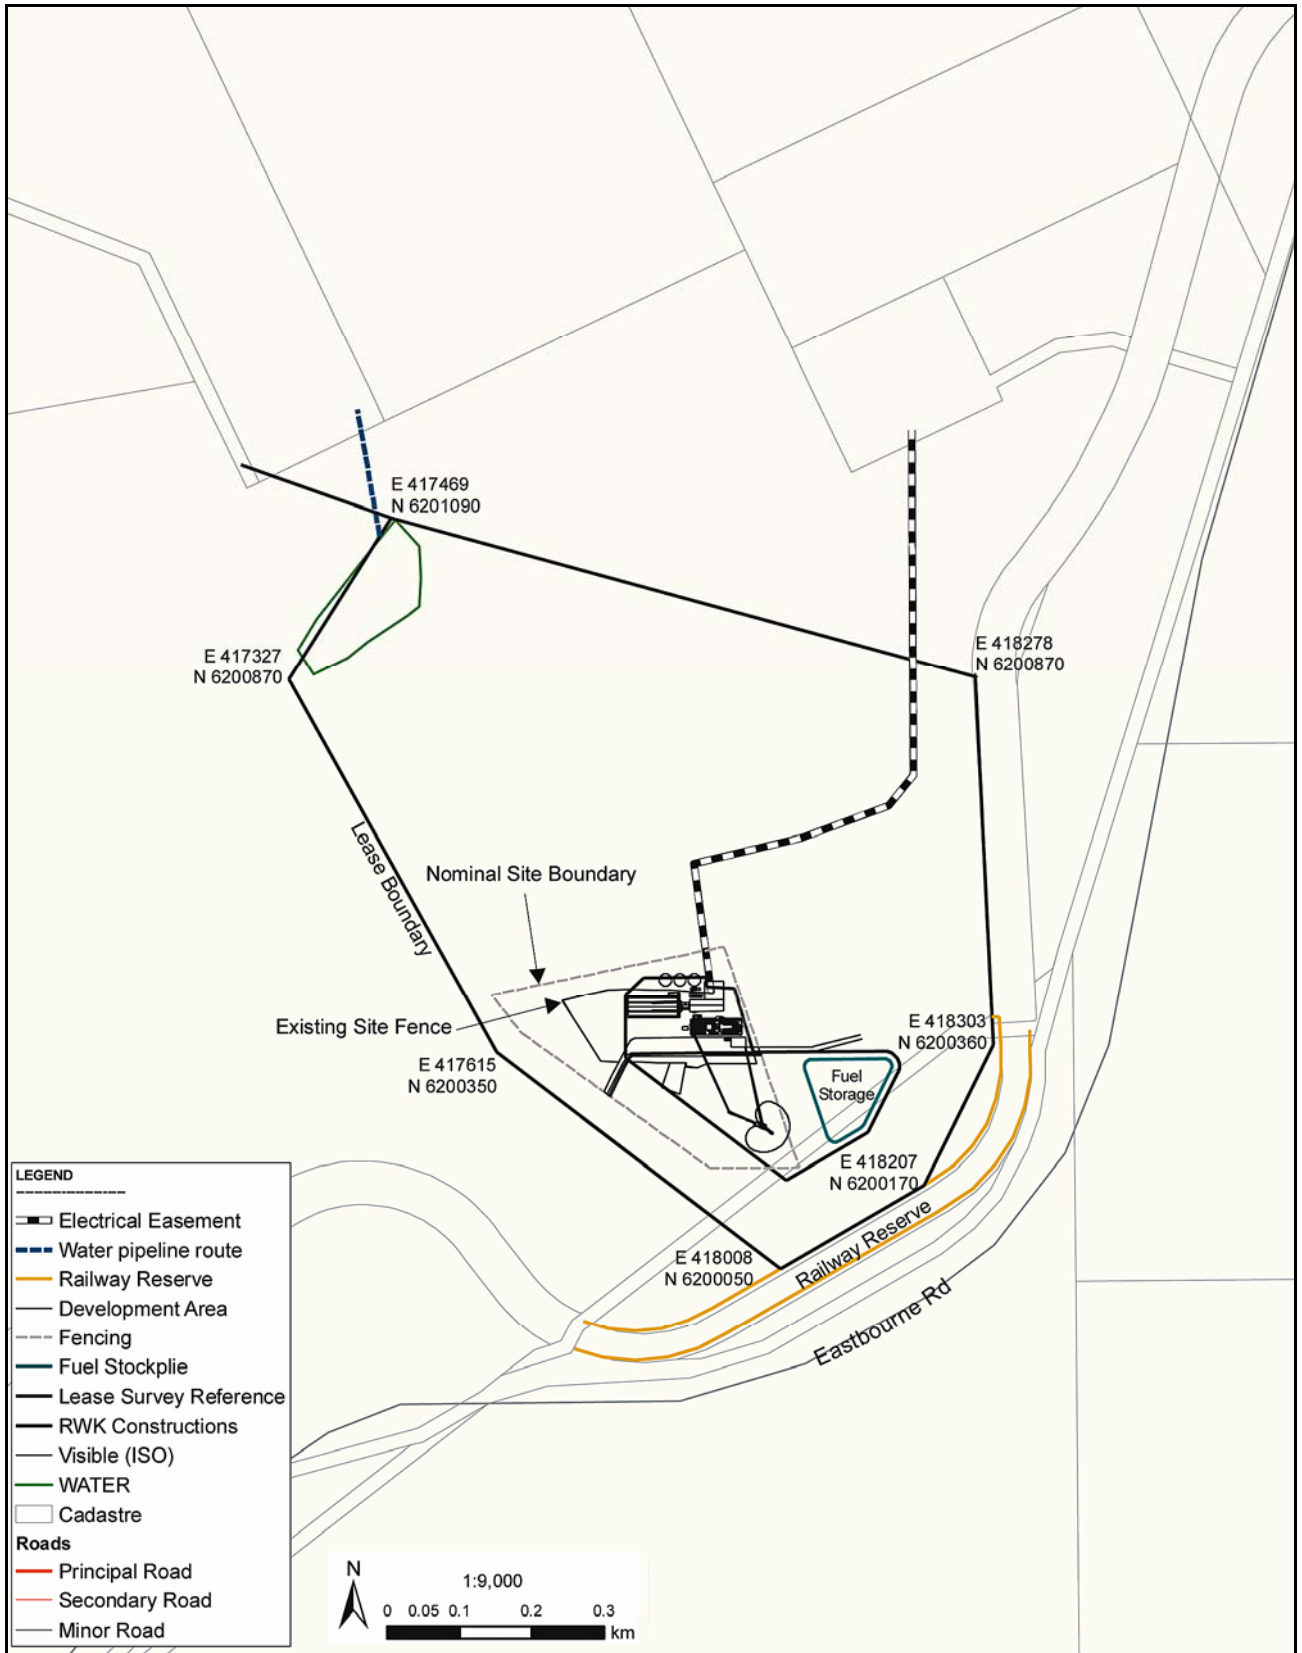 E 417469
N 6201090
E 418278
N 6200870
E 417327
N 6200870
Lease Boundary
Nominal Site Boundary
Existing Site Fence
E 418303
N 6200360
E 417615
N 6200350
Fuel
Storage
E 418207
N 6200170
E 418008
N 6200050
Railway Reserve
Eastbourne Rd
LEGEND
Electrical Easement
Water pipeline route
Railway Reserve
Development Area
Fencing
Fuel Stockplie
Lease Survey Reference
RWK Constructions
Visible (ISO)
WATER
Cadastre
Roads
Principal Road
Secondary Road
Minor Road
N
1:9,000
0 0.05 0.1 0.2 0.3
km